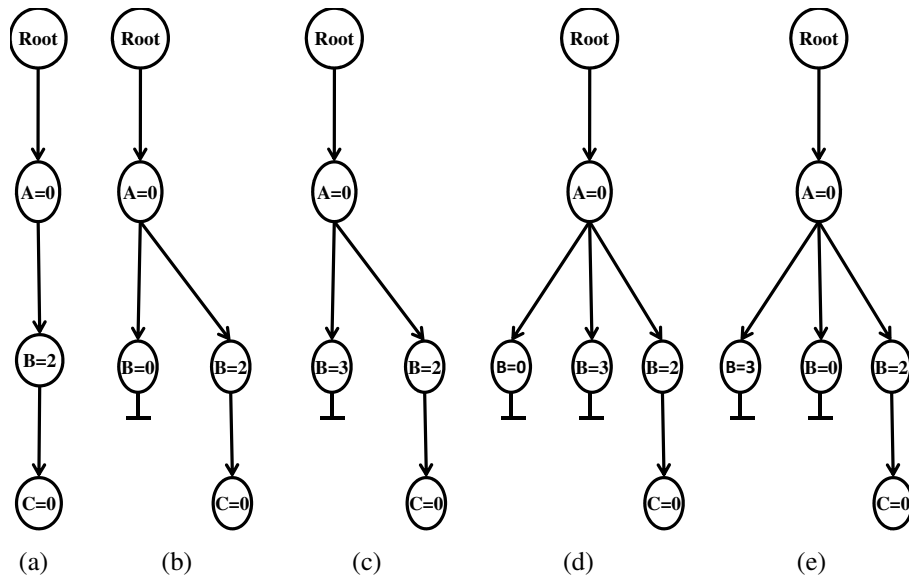 Root Root Root Root Root
A=0 A=0 A=0 A=0 A=0
B=2 B=0 B=2 B=3 B=2 B=0 B=3 B=2 B=3 B=0 B=2
C=0 C=0 C=0 C=0 C=0
(a) (b) (c) (d) (e)